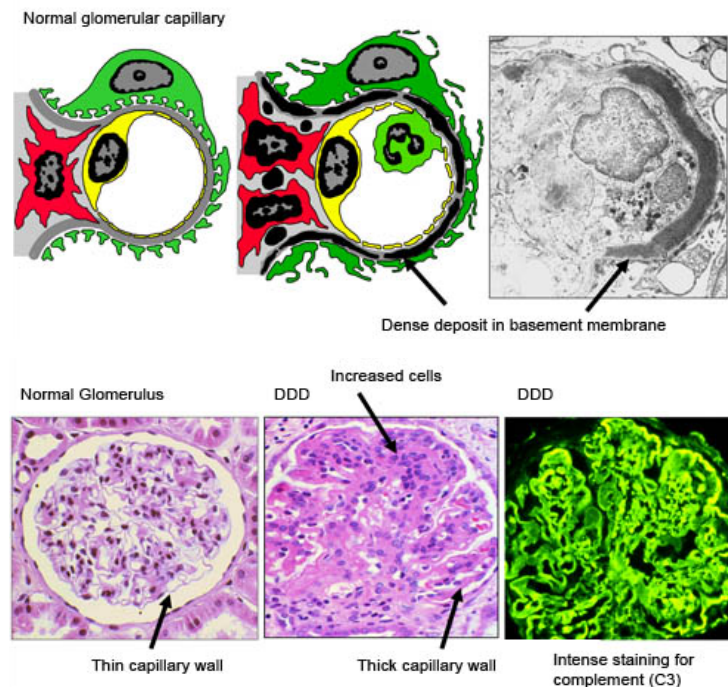 Normal glomerular capillary
Dense deposit in basement membrane
Increased cells
Normal Glomerulus
DDD
DDD
Thin capillary wall
Thick capillary wall
Intense staining for
complement (C3)